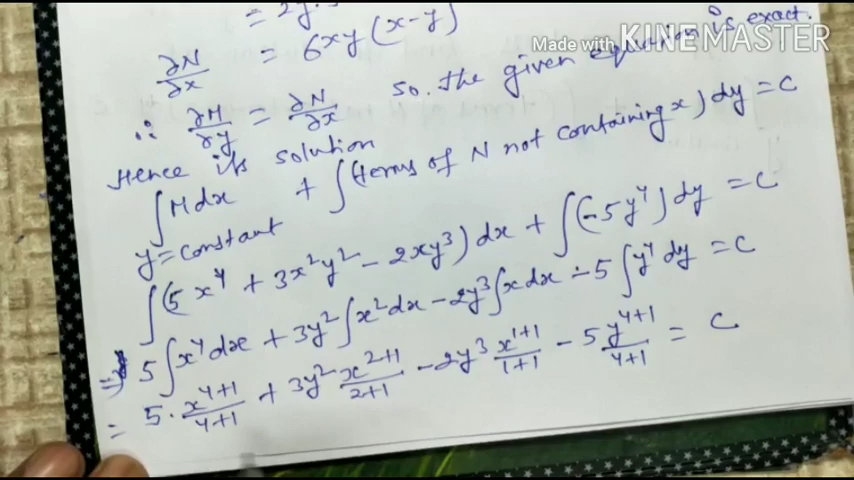 = 2y.
Made with KINEMASTER
∂N/∂x = 6xy (x-y)
∴ ∂M/∂y = ∂N/∂x so. the given equation is exact.
Hence its solution
∫ M dx + ∫ (terms of N not containing x) dy = C
y = constant
∫ (5x⁴ + 3x²y² - 2xy³) dx + ∫ (-5y⁴) dy = C
=> 5 ∫ x⁴ dx + 3y² ∫ x² dx - 2y³ ∫ x dx - 5 ∫ y⁴ dy = C
= 5. x⁴⁺¹/4+1 + 3y² x²⁺¹/2+1 - 2y³ x¹⁺¹/1+1 - 5 y⁴⁺¹/4+1 = C